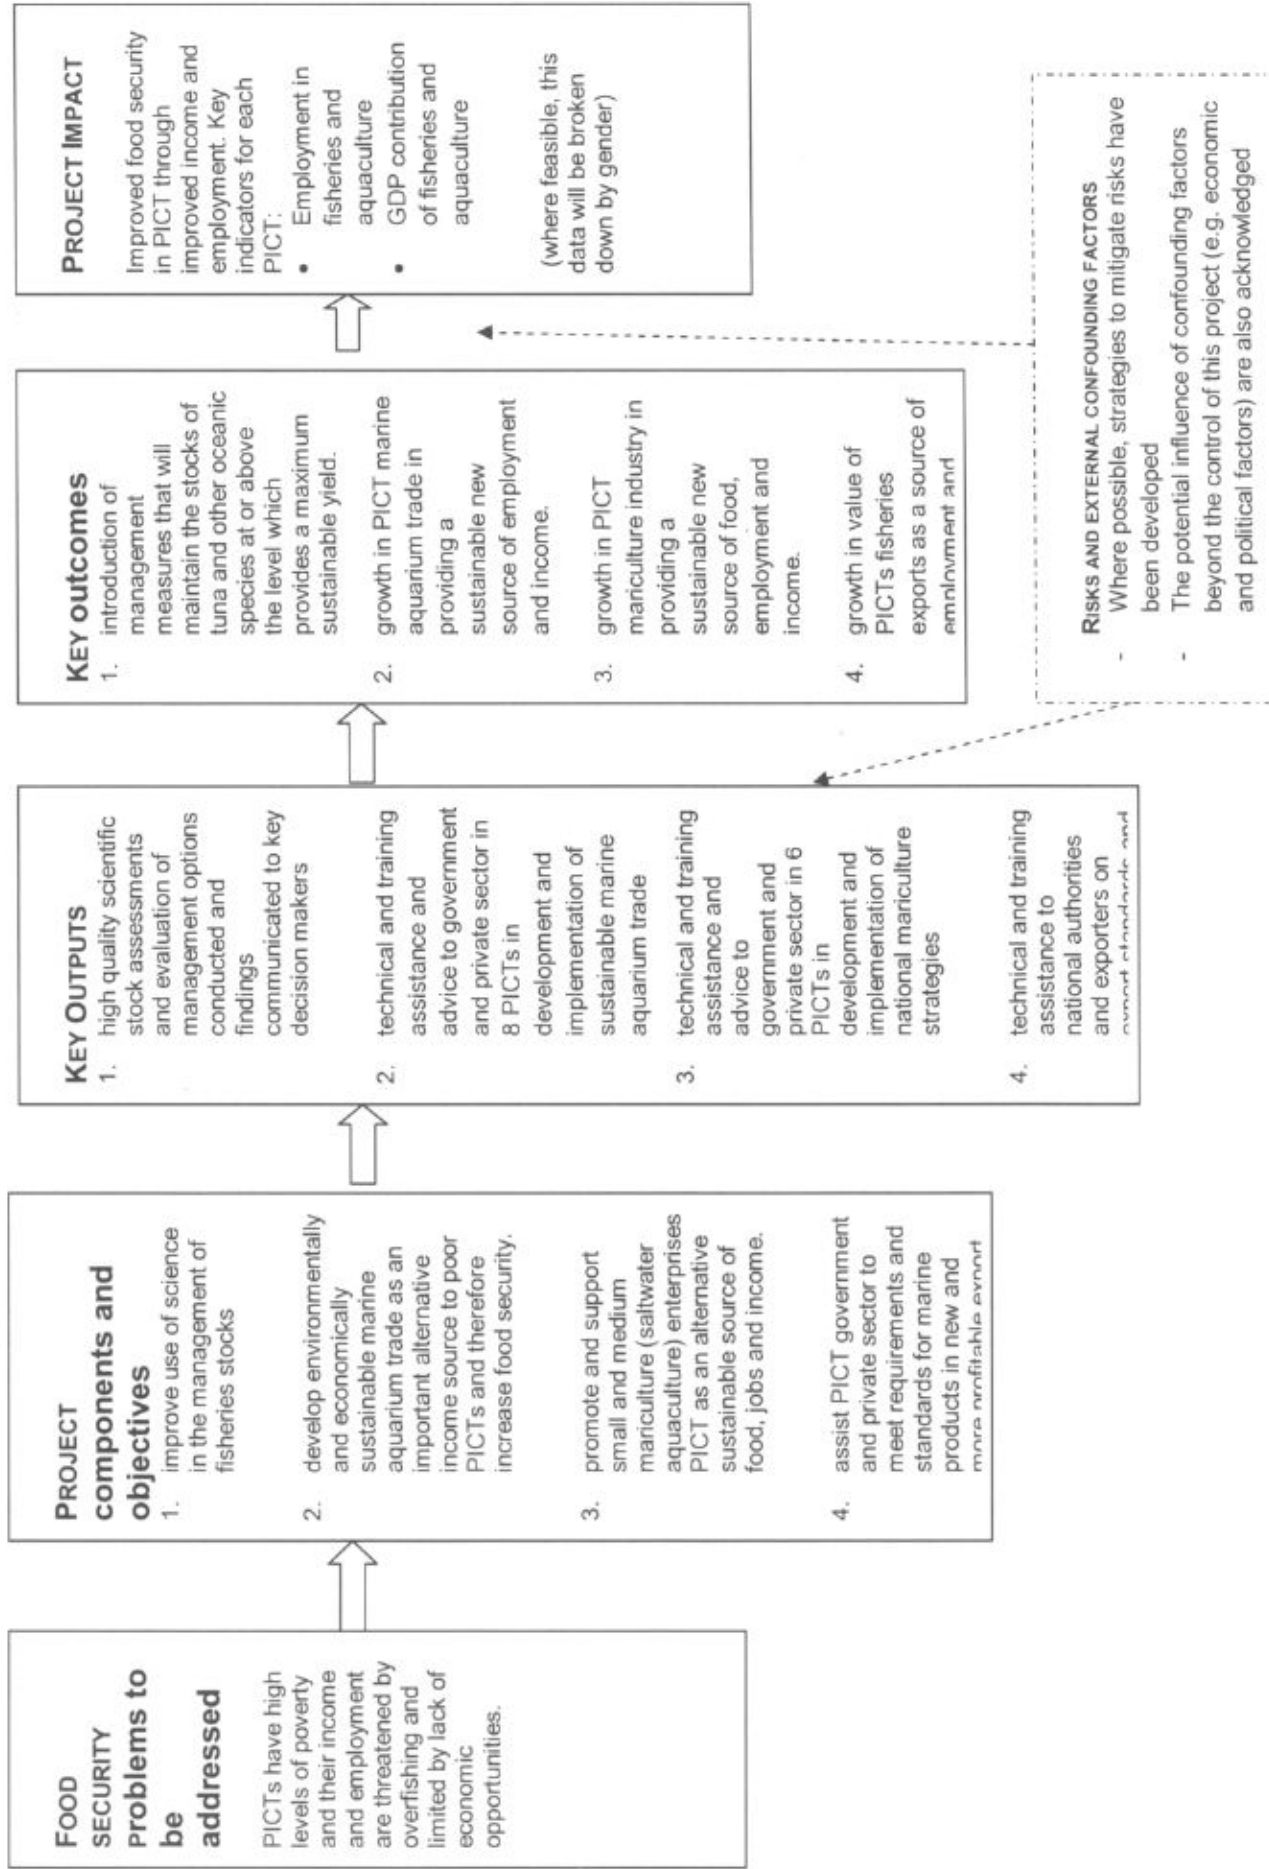 FOOD
SECURITY
Problems to
be
addressed
PICTs have high
levels of poverty
and their income
and employment
are threatened by
overfishing and
limited by lack of
economic
opportunities.
PROJECT
components and
objectives
1. improve use of science
in the management of
fisheries stocks
2. develop environmentally
and economically
sustainable marine
aquarium trade as an
important alternative
income source to poor
PICTs and therefore
increase food security.
3. promote and support
small and medium
mariculture (saltwater
aquaculture) enterprises
PICT as an alternative
sustainable source of
food, jobs and income.
4. assist PICT government
and private sector to
meet requirements and
standards for marine
products in new and
more profitable export
KEY OUTPUTS
1. high quality scientific
stock assessments
and evaluation of
management options
conducted and
findings
communicated to key
decision makers
2. technical and training
assistance and
advice to government
and private sector in
8 PICTs in
development and
implementation of
sustainable marine
aquarium trade
3. technical and training
assistance and
advice to
government and
private sector in 6
PICTs in
development and
implementation of
national mariculture
strategies
4. technical and training
assistance to
national authorities
and exporters on
export standards and
KEY outcomes
1. introduction of
management
measures that will
maintain the stocks of
tuna and other oceanic
species at or above
the level which
provides a maximum
sustainable yield.
2. growth in PICT marine
aquarium trade in
providing a
sustainable new
source of employment
and income.
3. growth in PICT
mariculture industry in
providing a
sustainable new
source of food,
employment and
income.
4. growth in value of
PICTs fisheries
exports as a source of
employment and
PROJECT IMPACT
Improved food security
in PICT through
improved income and
employment. Key
indicators for each
PICT:
• Employment in
fisheries and
aquaculture
• GDP contribution
of fisheries and
aquaculture
(where feasible, this
data will be broken
down by gender)
RISKS AND EXTERNAL CONFOUNDING FACTORS
- Where possible, strategies to mitigate risks have
been developed
- The potential influence of confounding factors
beyond the control of this project (e.g. economic
and political factors) are also acknowledged